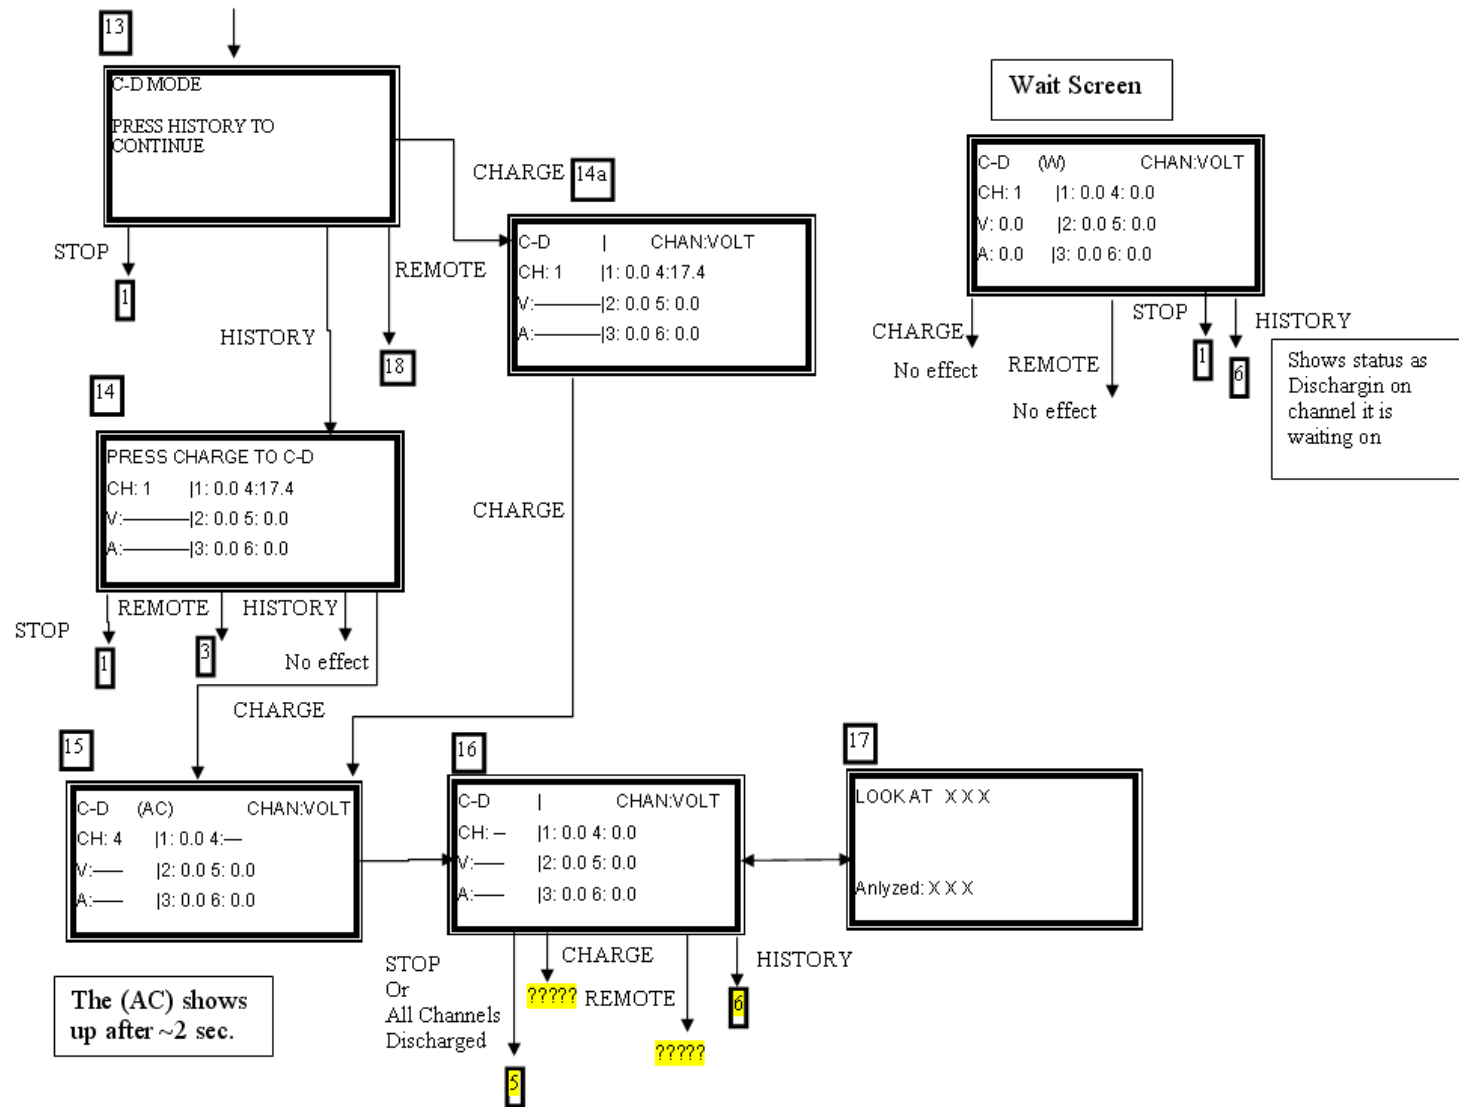 13
C-D MODE
PRESS HISTORY TO
CONTINUE
STOP
1
HISTORY
REMOTE
18
CHARGE
14a
C-D | CHAN:VOLT
CH: 1 |1: 0.0 4:17.4
V:———|2: 0.0 5: 0.0
A:———|3: 0.0 6: 0.0
CHARGE
Wait Screen
C-D (W) CHAN:VOLT
CH: 1 |1: 0.0 4: 0.0
V: 0.0 |2: 0.0 5: 0.0
A: 0.0 |3: 0.0 6: 0.0
CHARGE
No effect
REMOTE
No effect
STOP
1
HISTORY
6
Shows status as
Dischargin on
channel it is
waiting on
14
PRESS CHARGE TO C-D
CH: 1 |1: 0.0 4:17.4
V:———|2: 0.0 5: 0.0
A:———|3: 0.0 6: 0.0
STOP
1
REMOTE
3
HISTORY
No effect
CHARGE
15
C-D (AC) CHAN:VOLT
CH: 4 |1: 0.0 4:—
V:—— |2: 0.0 5: 0.0
A:—— |3: 0.0 6: 0.0
The (AC) shows
up after ~2 sec.
16
C-D | CHAN:VOLT
CH: – |1: 0.0 4: 0.0
V:—— |2: 0.0 5: 0.0
A:—— |3: 0.0 6: 0.0
STOP
Or
All Channels
Discharged
5
CHARGE
?????
REMOTE
?????
HISTORY
6
17
LOOK AT X X X
Anlyzed: X X X